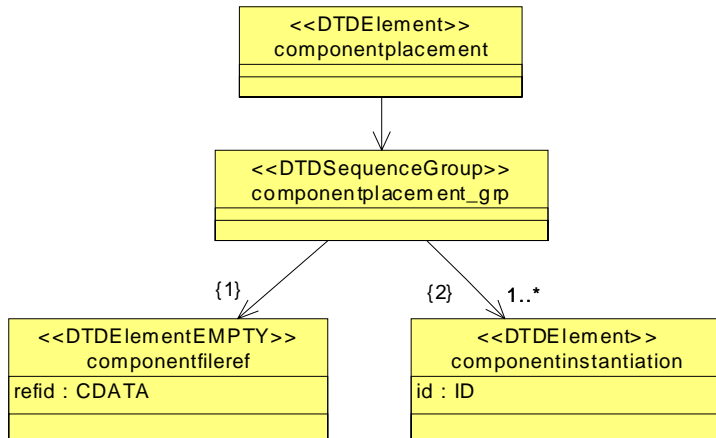 <<DTDElement>>
componentplacement
<<DTDSequenceGroup>>
componentplacement_grp
{1}
{2}
1..*
<<DTDElementEMPTY>>
componentfileref
refid : CDATA
<<DTDElement>>
componentinstantiation
id : ID